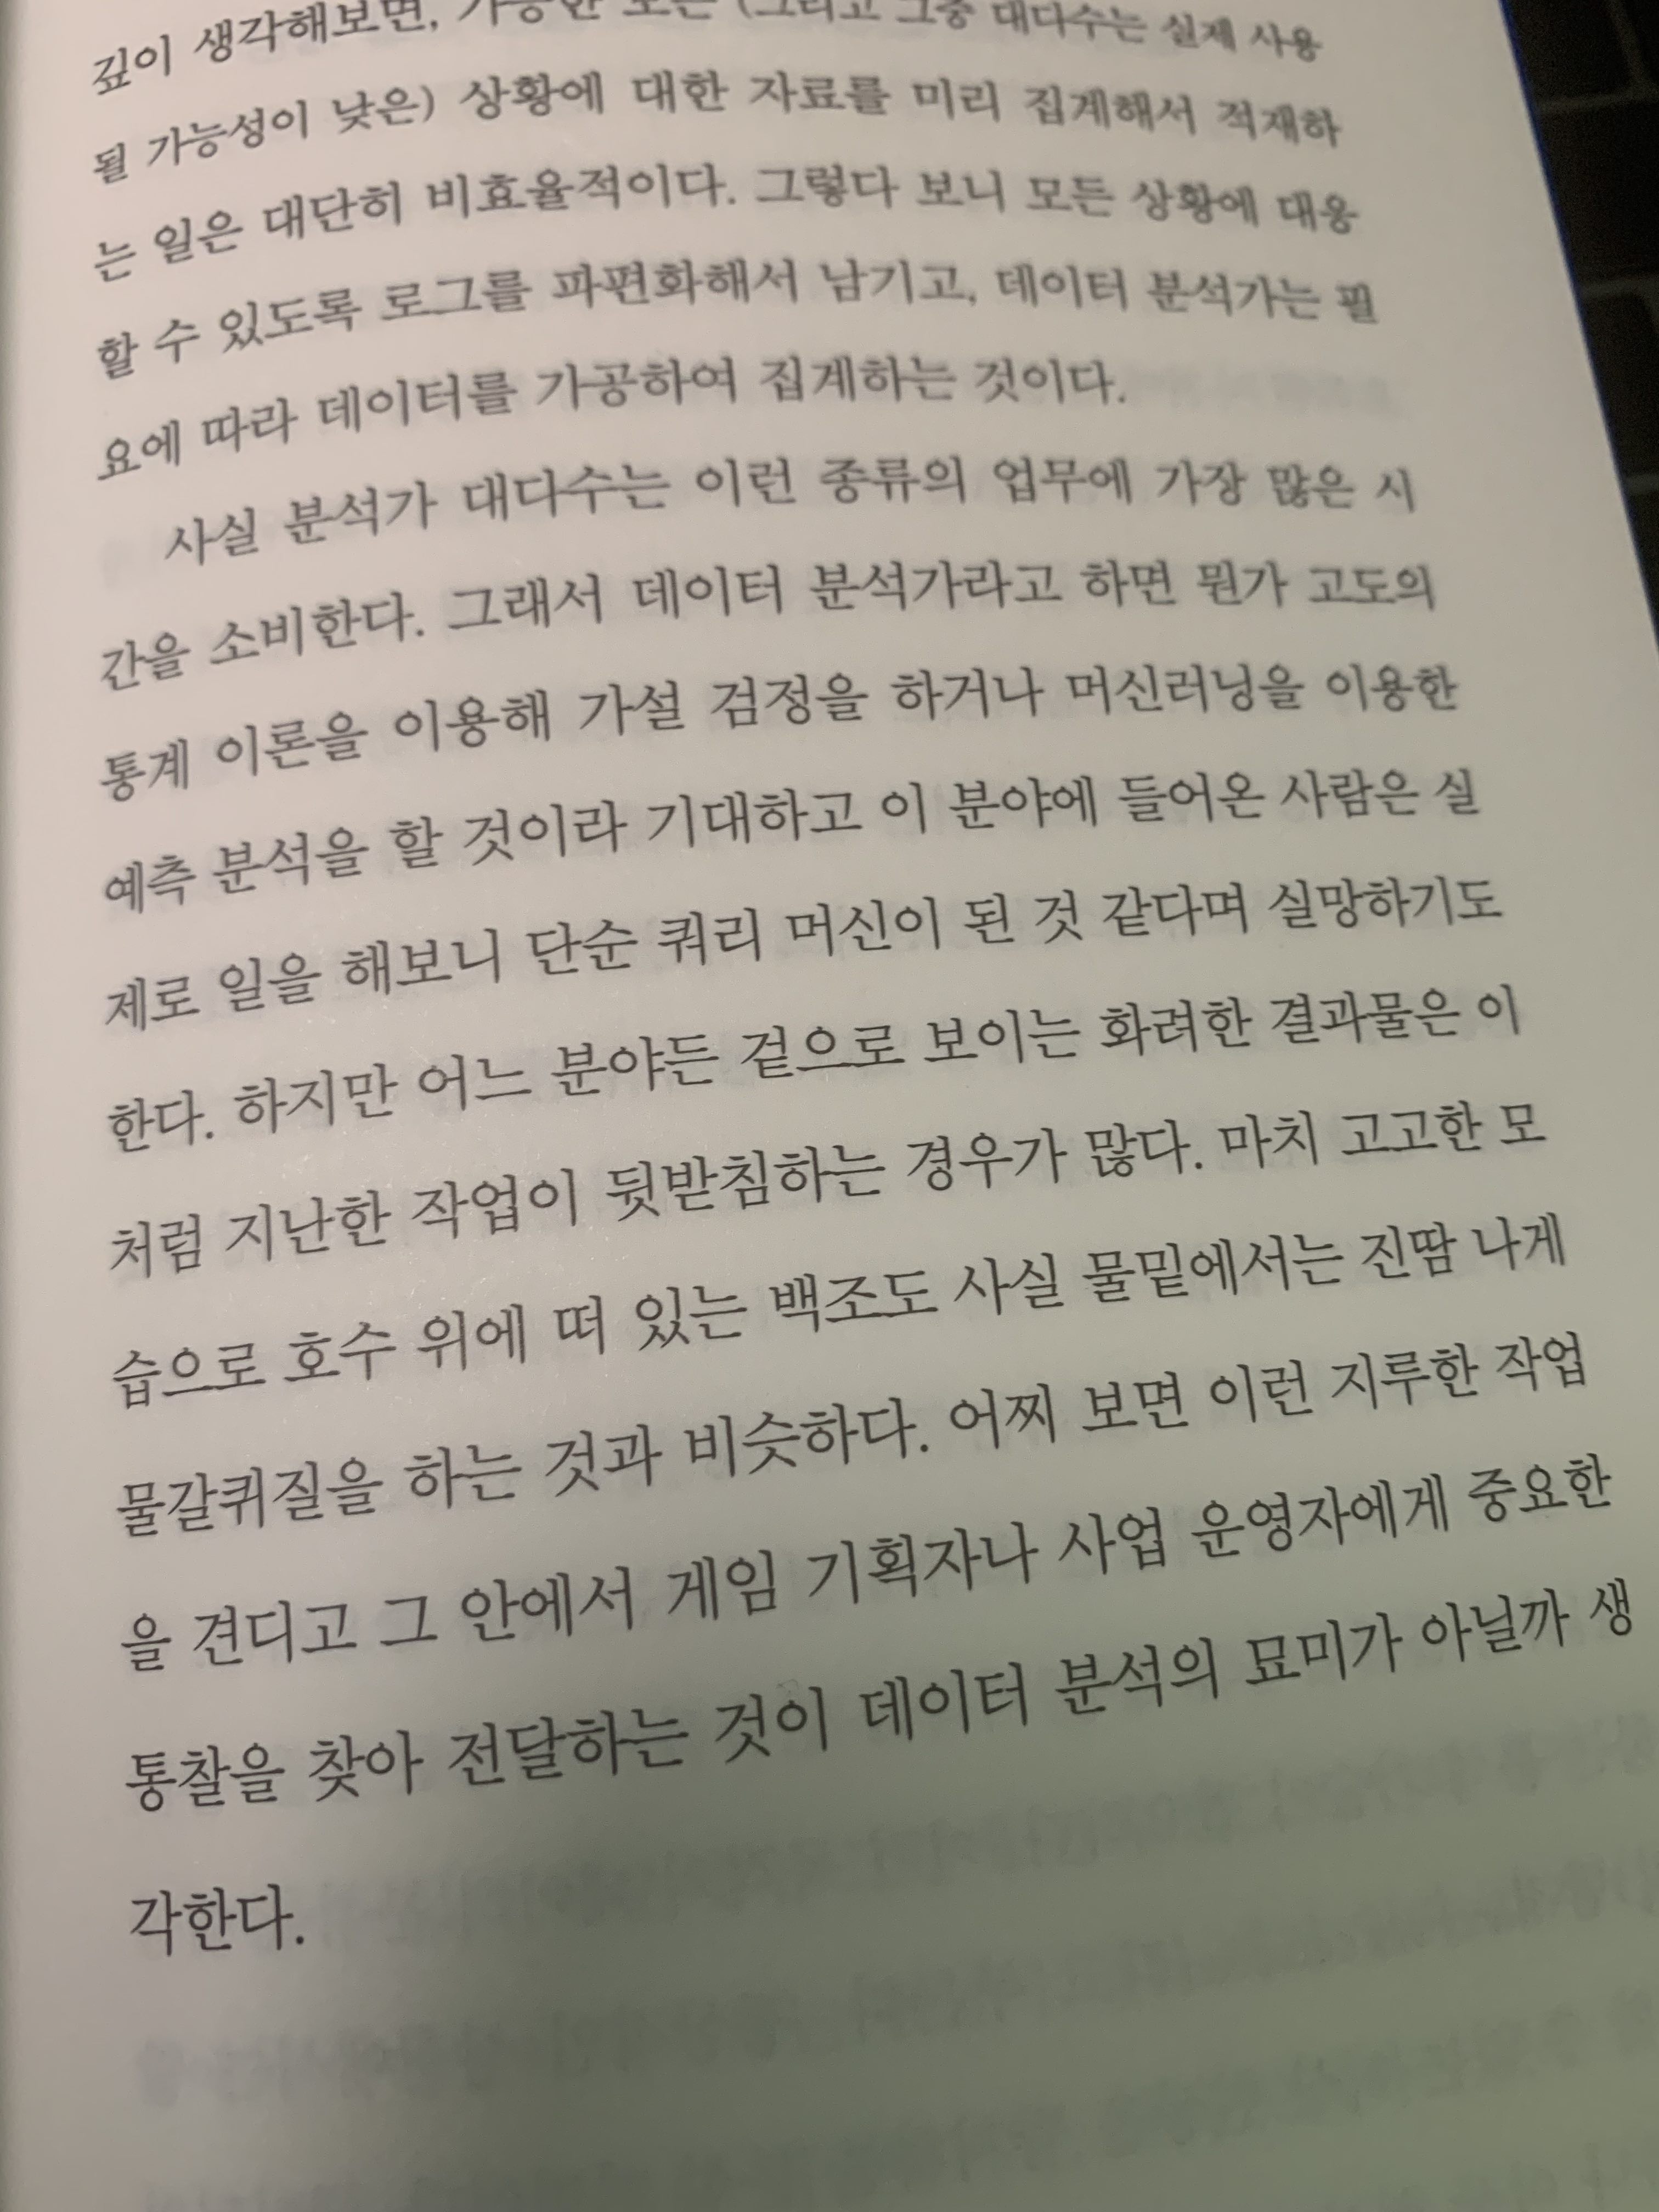 깊이 생각해보면, 가능한 모든 (그리고 그중 대다수는 실제 사용
될 가능성이 낮은) 상황에 대한 자료를 미리 집계해서 적재하
는 일은 대단히 비효율적이다. 그렇다 보니 모든 상황에 대응
할 수 있도록 로그를 파편화해서 남기고, 데이터 분석가는 필
요에 따라 데이터를 가공하여 집계하는 것이다.
사실 분석가 대다수는 이런 종류의 업무에 가장 많은 시
간을 소비한다. 그래서 데이터 분석가라고 하면 뭔가 고도의
통계 이론을 이용해 가설 검정을 하거나 머신러닝을 이용한
예측 분석을 할 것이라 기대하고 이 분야에 들어온 사람은 실
제로 일을 해보니 단순 쿼리 머신이 된 것 같다며 실망하기도
한다. 하지만 어느 분야든 겉으로 보이는 화려한 결과물은 이
처럼 지난한 작업이 뒷받침하는 경우가 많다. 마치 고고한 모
습으로 호수 위에 떠 있는 백조도 사실 물밑에서는 진땀 나게
물갈퀴질을 하는 것과 비슷하다. 어찌 보면 이런 지루한 작업
을 견디고 그 안에서 게임 기획자나 사업 운영자에게 중요한
통찰을 찾아 전달하는 것이 데이터 분석의 묘미가 아닐까 생
각한다.